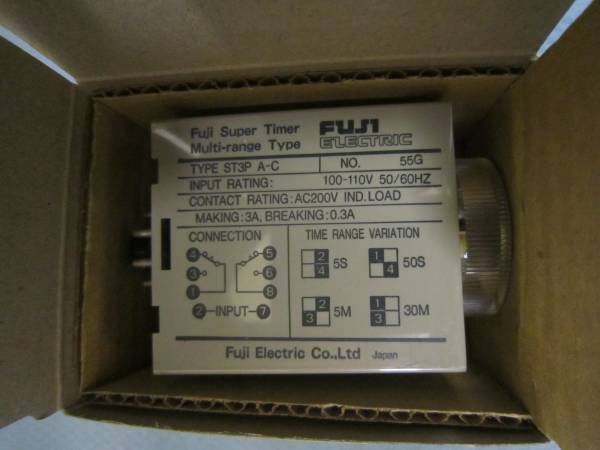 Fuji Super Timer
Multi-range Type
FUJI
ELECTRIC
TYPE ST3P A-C NO. 55G
INPUT RATING: 100-110V 50/60HZ
CONTACT RATING:AC200V IND.LOAD
MAKING:3A, BREAKING:0.3A
CONNECTION
4 5
3 6
1 8
2 -INPUT- 7
TIME RANGE VARIATION
2
4 5S
1
4 50S
2
3 5M
1
3 30M
Fuji Electric Co.,Ltd Japan